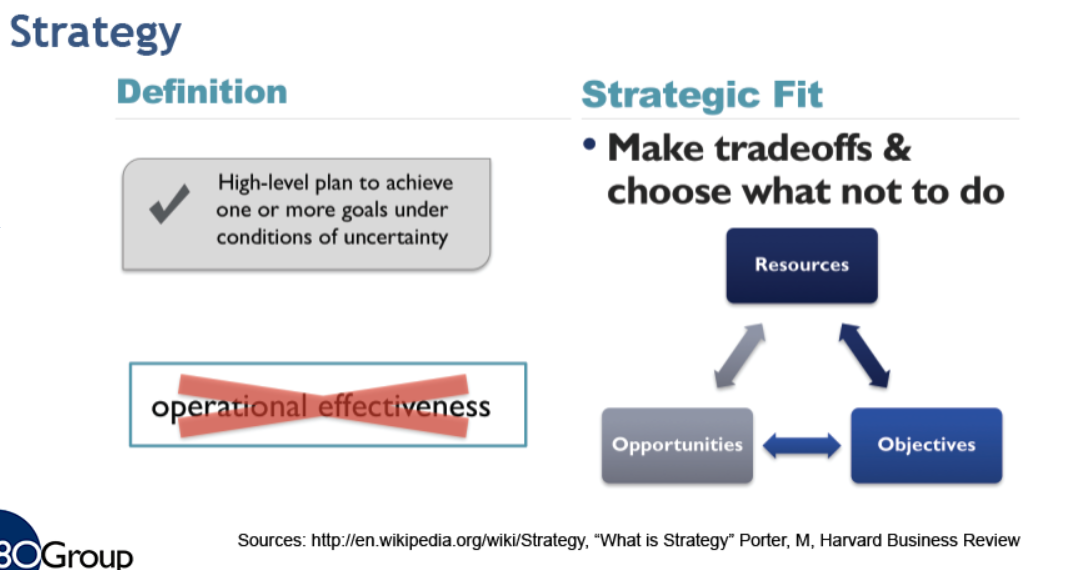 Strategy
Definition
High-level plan to achieve
one or more goals under
conditions of uncertainty
operational effectiveness
Strategic Fit
• Make tradeoffs &
choose what not to do
Resources
Opportunities
Objectives
Sources: http://en.wikipedia.org/wiki/Strategy, “What is Strategy” Porter, M, Harvard Business Review
Group